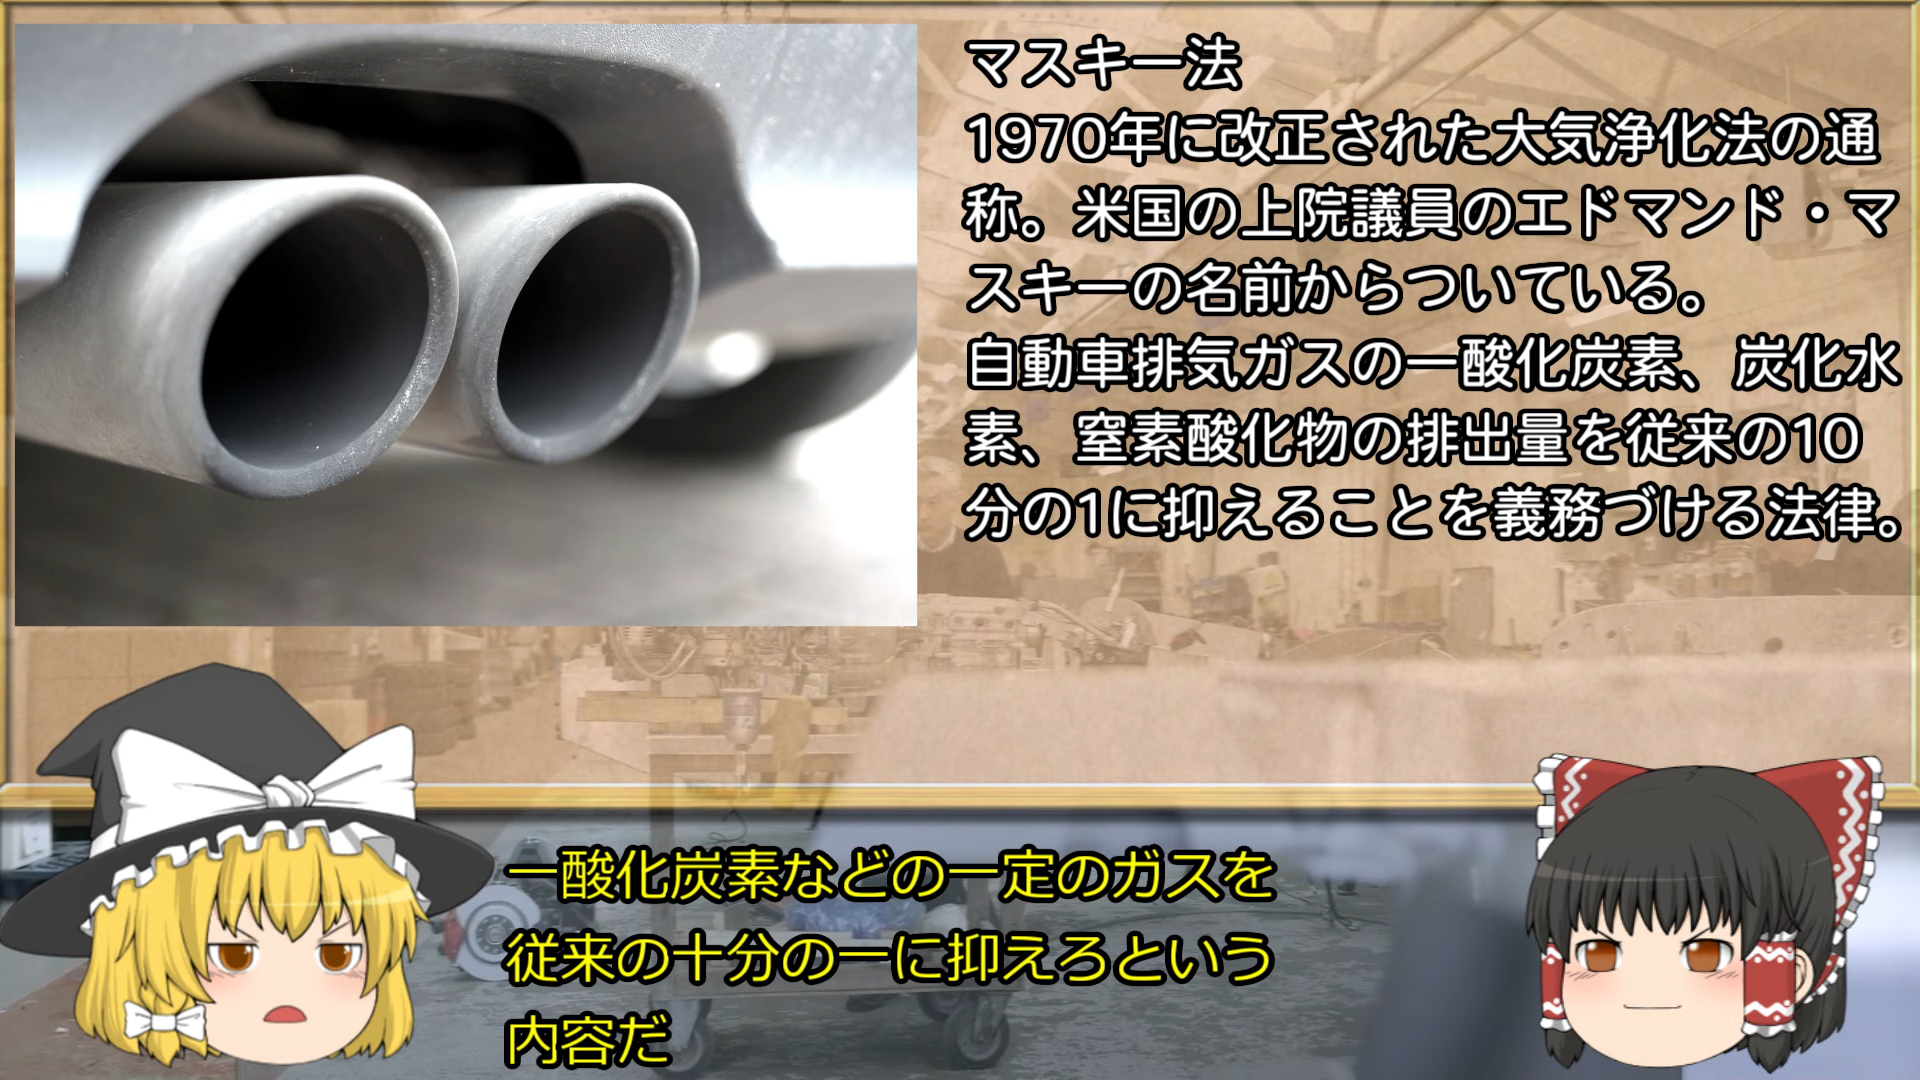 マスキー法
1970年に改正された大気浄化法の通
称。米国の上院議員のエドマンド・マ
スキーの名前からついている。
自動車排気ガスの一酸化炭素、炭化水
素、窒素酸化物の排出量を従来の10
分の1に抑えることを義務づける法律。
一酸化炭素などの一定のガスを
従来の十分の一に抑えろという
内容だ